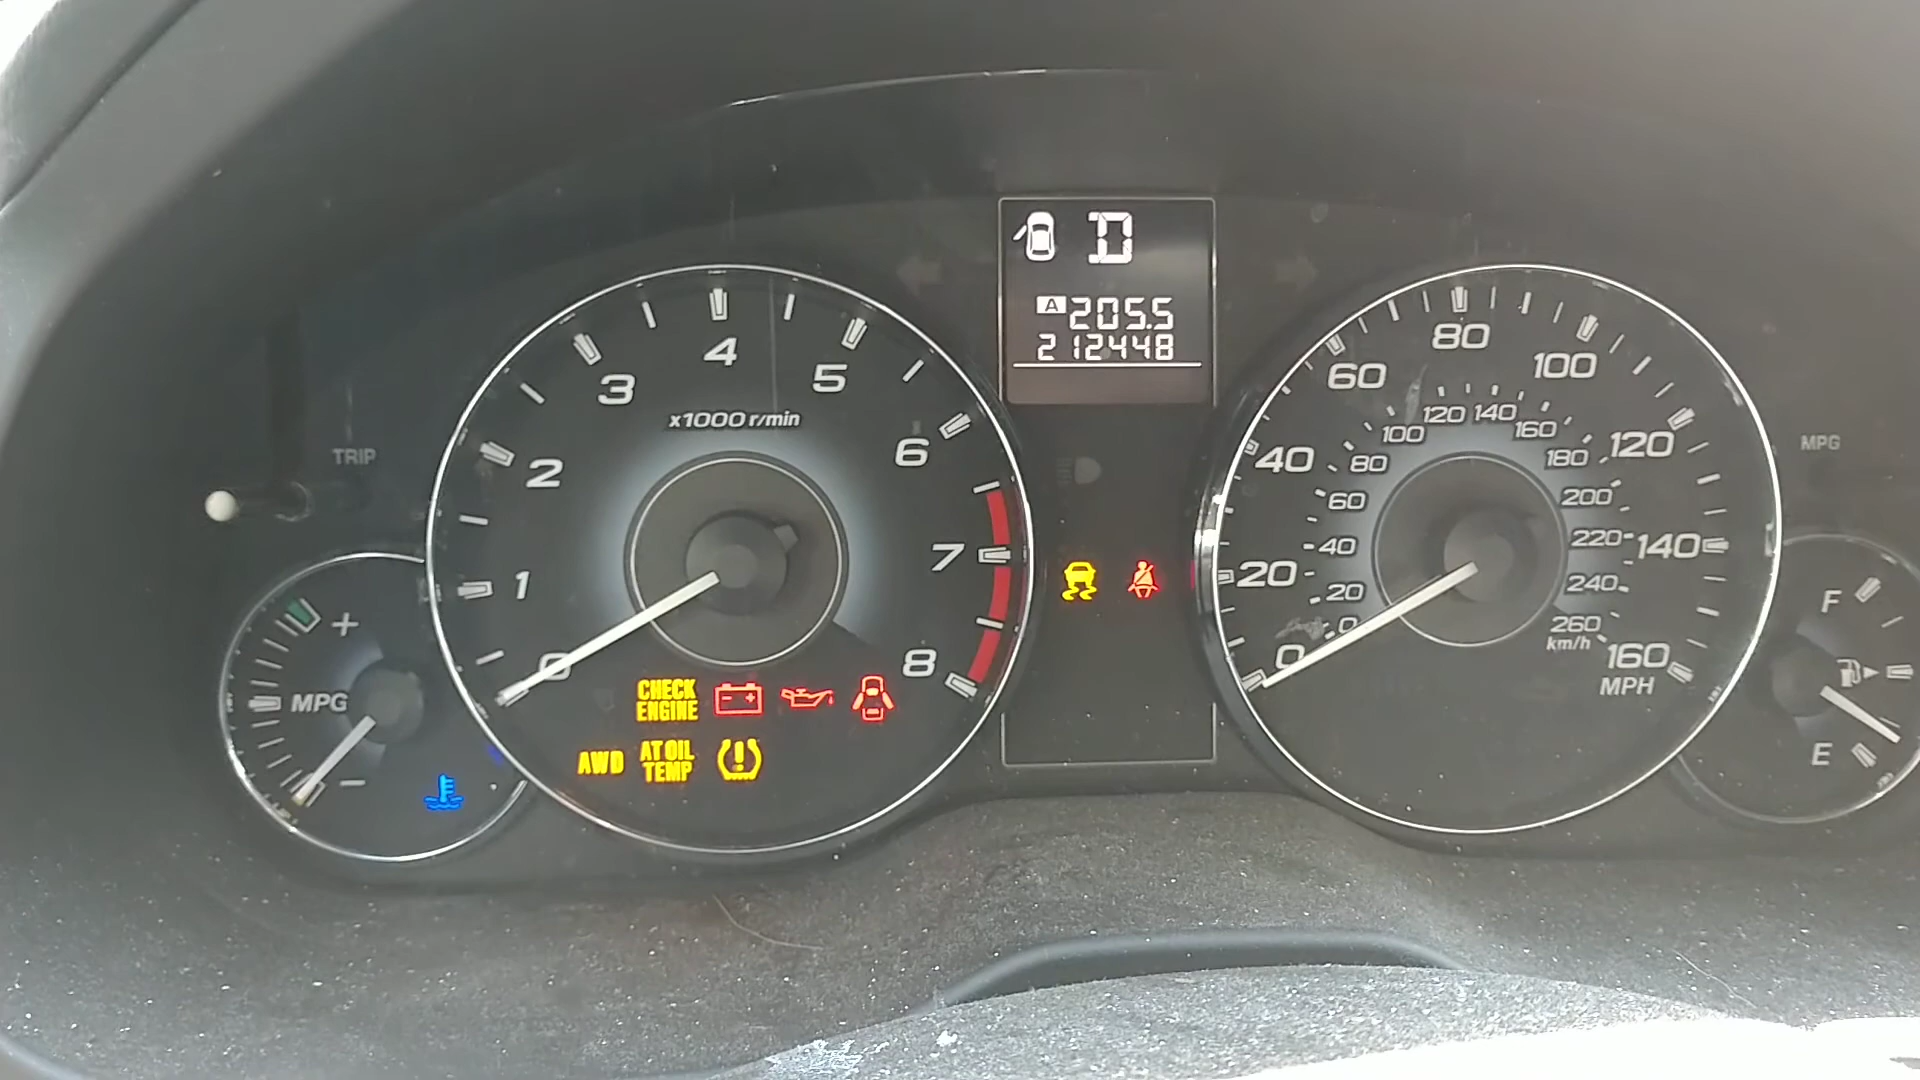 D
A 205.5
212448
TRIP
MPG
0 1 2 3 4 5 6 7 8
x1000 r/min
CHECK
ENGINE
AWD
AT OIL
TEMP
+
MPG
−
0 20 40 60 80 100 120 140 160
MPH
0 20 40 60 80 100 120 140 160 180 200 220 240 260
km/h
F
E